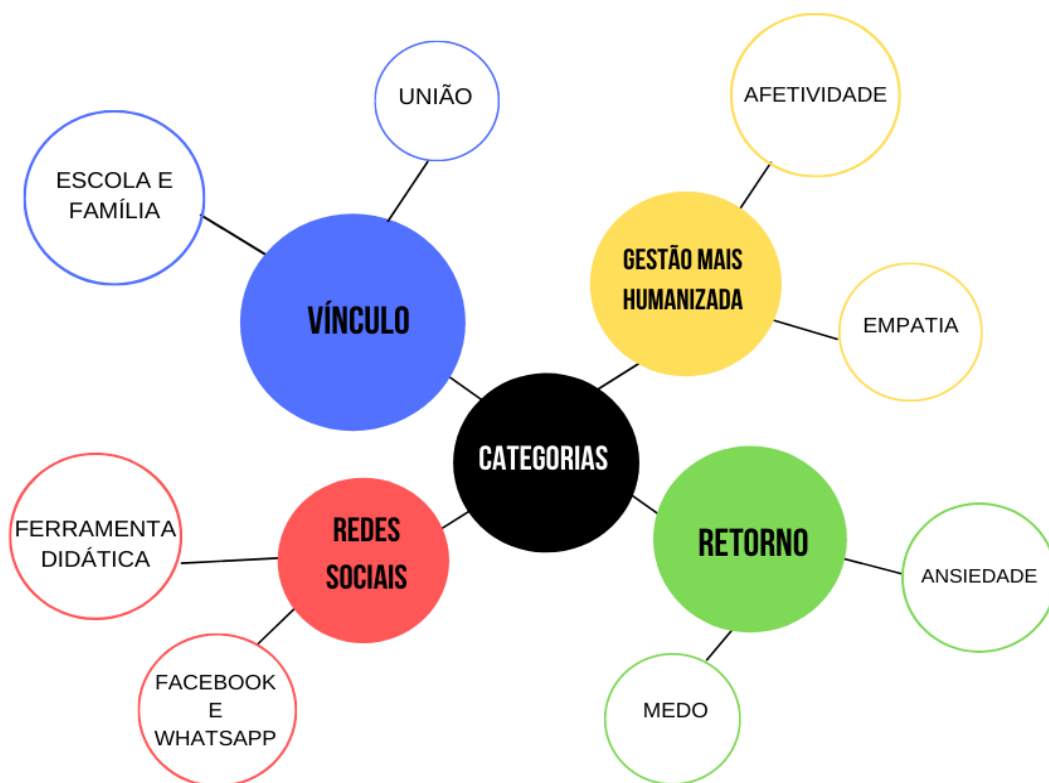 UNIÃO
ESCOLA E
FAMÍLIA
VÍNCULO
AFETIVIDADE
GESTÃO MAIS
HUMANIZADA
EMPATIA
CATEGORIAS
FERRAMENTA
DIDÁTICA
REDES
SOCIAIS
FACEBOOK
E
WHATSAPP
RETORNO
ANSIEDADE
MEDO